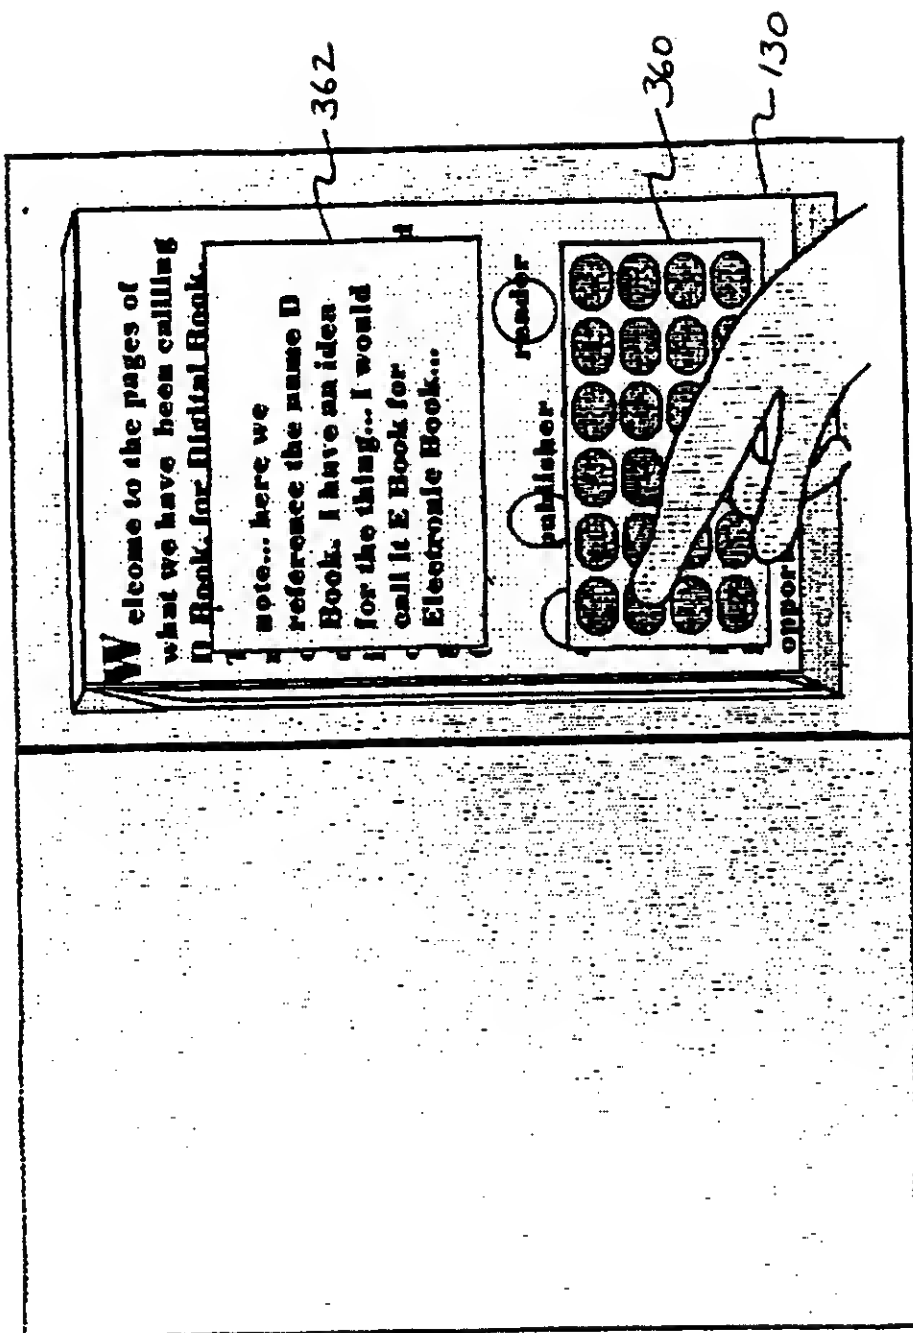 Welcome to the pages of
what we have been callling
D Book, for Digital Book.
note... here we
reference the name D
Book. I have an idea
for the thing... I would
call it E Book for
Electronic Book...
publisher reader
oppor
362
360
130